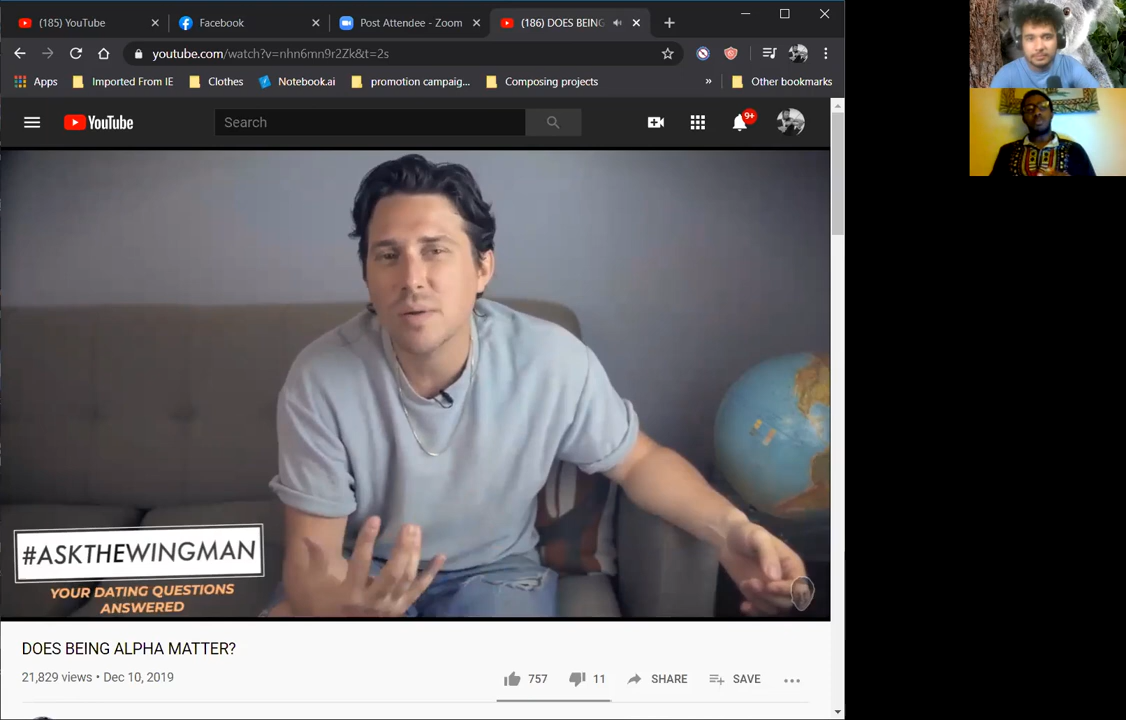 (185) YouTube
Facebook
Post Attendee - Zoom
(186) DOES BEING
youtube.com/watch?v=nhn6mn9r2Zk&t=2s
Apps
Imported From IE
Clothes
Notebook.ai
promotion campaig...
Composing projects
»
Other bookmarks
YouTube
Search
9+
#ASKTHEWINGMAN
YOUR DATING QUESTIONS
ANSWERED
DOES BEING ALPHA MATTER?
21,829 views • Dec 10, 2019
757
11
SHARE
SAVE